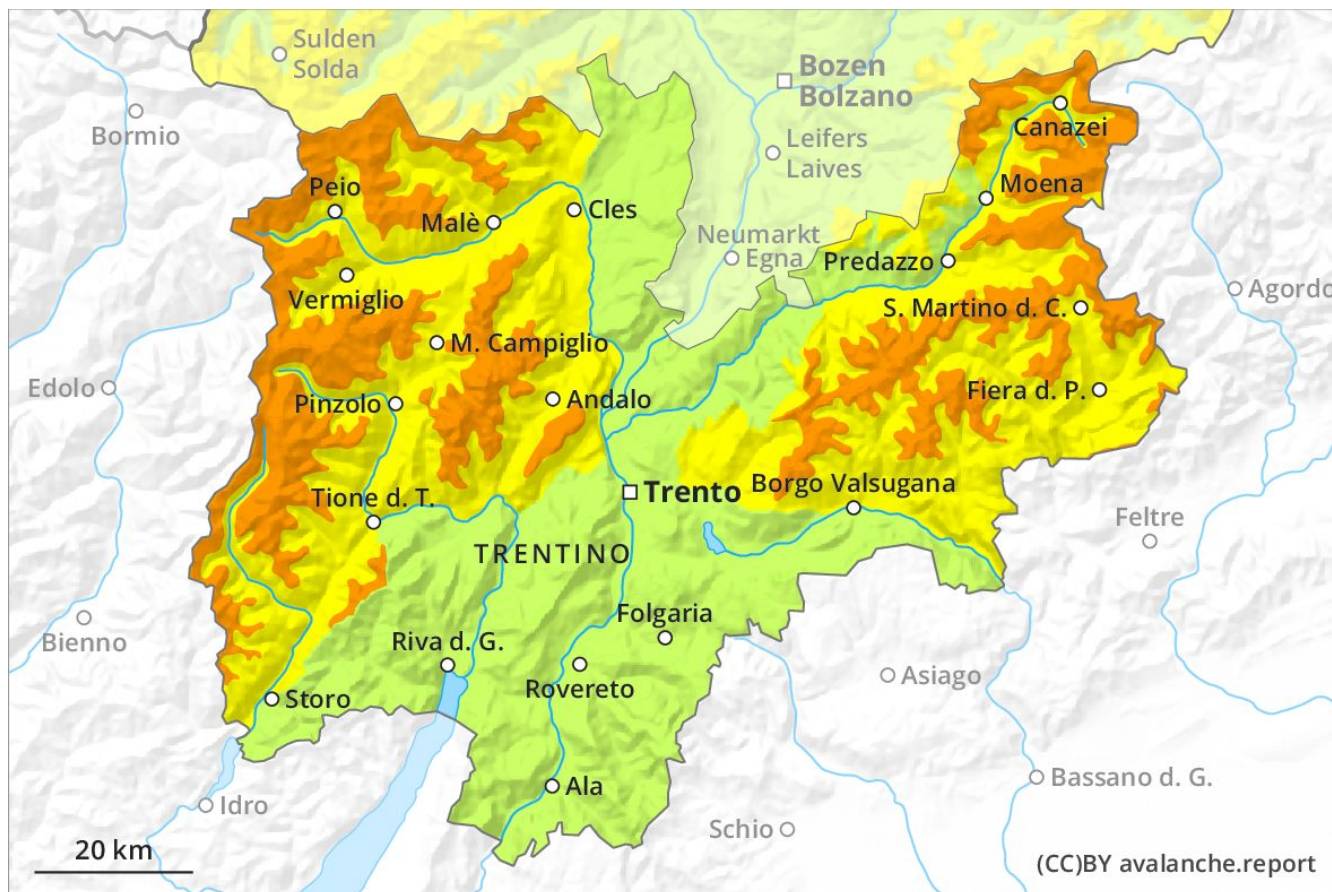 Sulden
Solda
Bozen
Bolzano
Bormio
Canazei
Leifers
Laives
Peio
Moena
Malè
Cles
Neumarkt
Egna
Predazzo
Vermiglio
Agordo
S. Martino d. C.
M. Campiglio
Edolo
Pinzolo
Andalo
Fiera d. P.
Tione d. T.
Trento
Borgo Valsugana
Feltre
TRENTINO
Bienno
Folgaria
Riva d. G.
Asiago
Rovereto
Storo
Bassano d. G.
Ala
Idro
Schio
20 km
(CC)BY avalanche.report